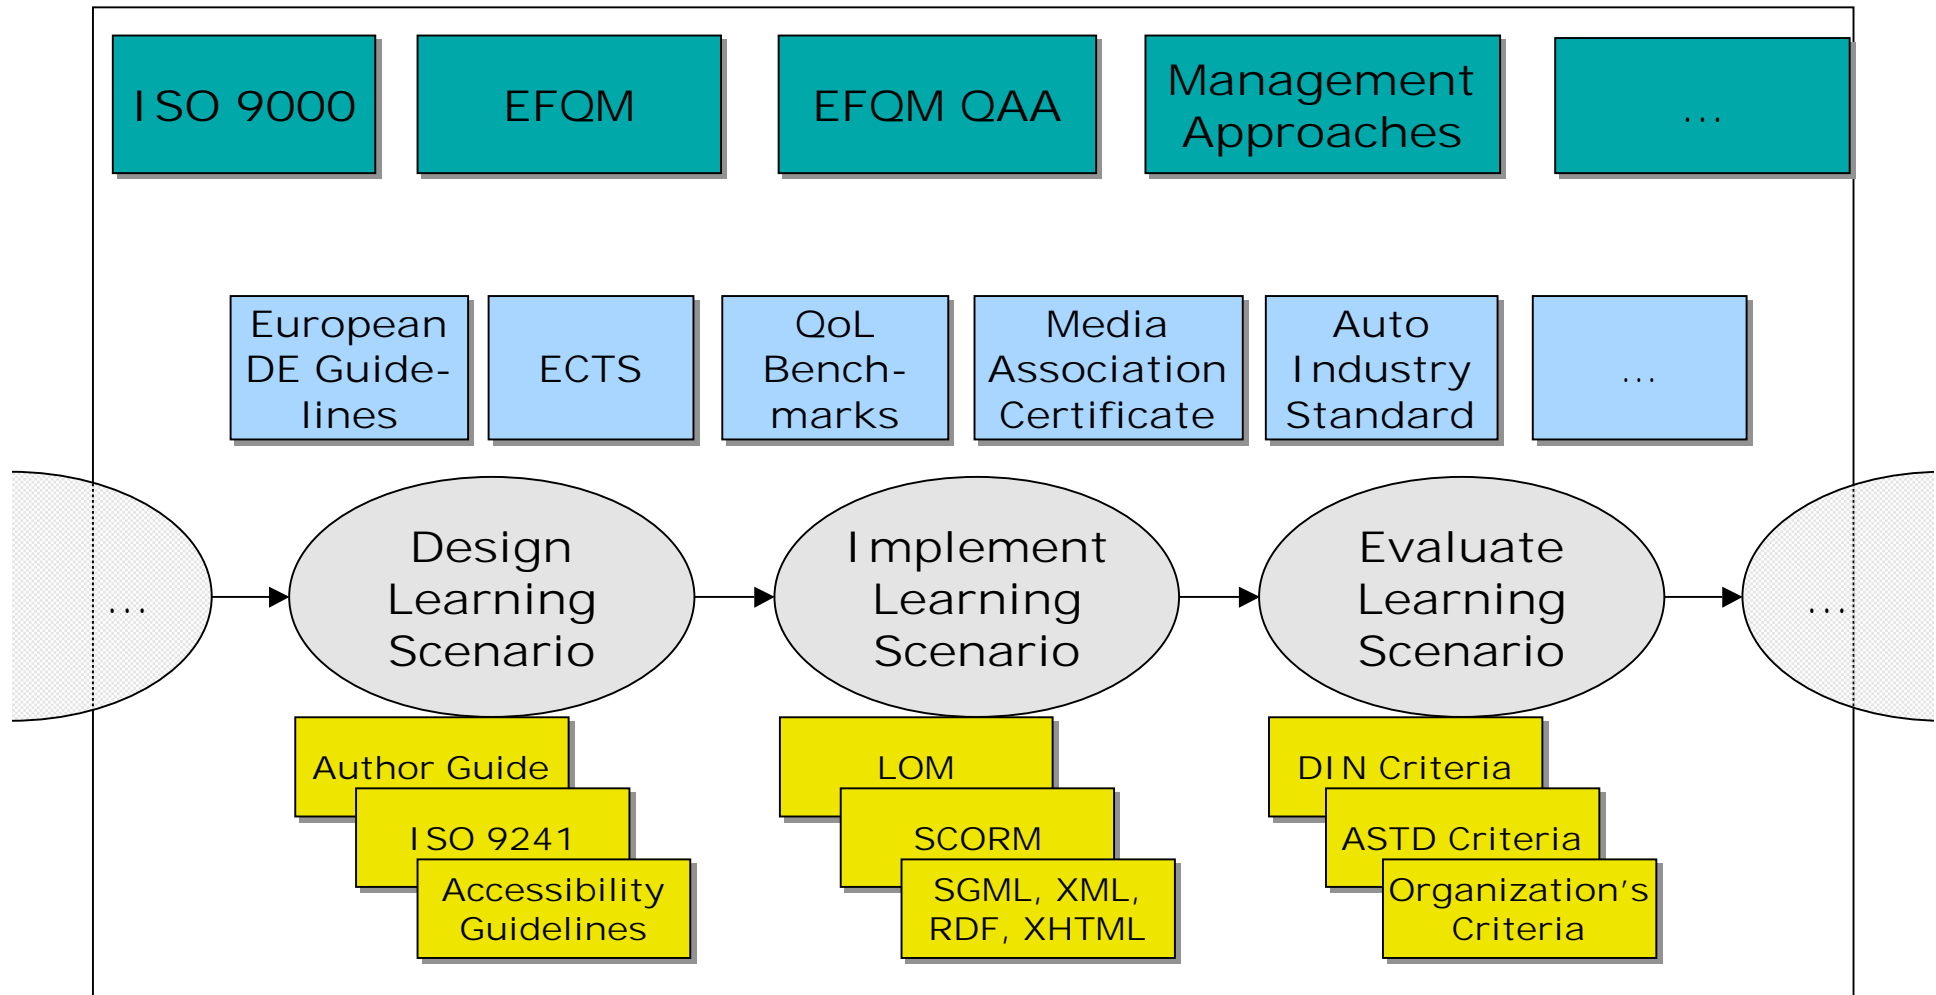 ISO 9000
EFQM
EFQM QAA
Management
Approaches
...
European
DE Guide-
lines
ECTS
QoL
Bench-
marks
Media
Association
Certificate
Auto
Industry
Standard
...
...
Design
Learning
Scenario
Implement
Learning
Scenario
Evaluate
Learning
Scenario
...
Author Guide
ISO 9241
Accessibility
Guidelines
LOM
SCORM
SGML, XML,
RDF, XHTML
DIN Criteria
ASTD Criteria
Organization's
Criteria